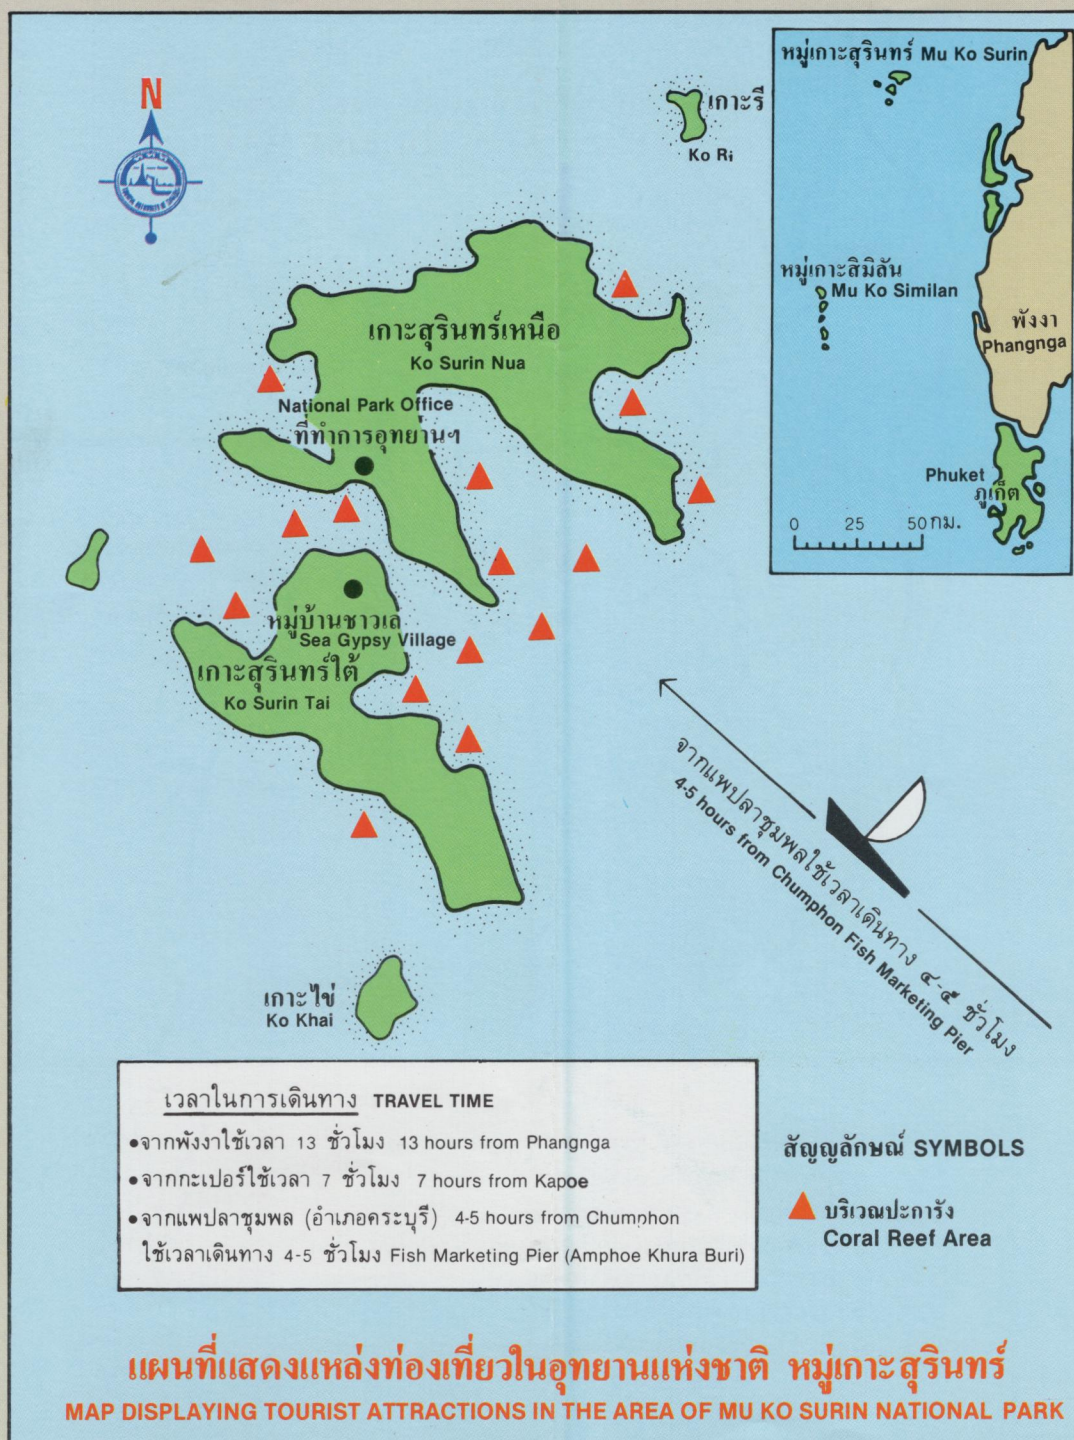 N
เกาะรี
Ko Ri
หมู่เกาะสุรินทร์ Mu Ko Surin
หมู่เกาะสิมิลัน
Mu Ko Similan
พังงา
Phangnga
Phuket
ภูเก็ต
0 25 50 กม.
เกาะสุรินทร์เหนือ
Ko Surin Nua
National Park Office
ที่ทำการอุทยานฯ
หมู่บ้านชาวเล
Sea Gypsy Village
เกาะสุรินทร์ใต้
Ko Surin Tai
จากแพปลาชุมพลใช้เวลาเดินทาง ๔-๕ ชั่วโมง
4-5 hours from Chumphon Fish Marketing Pier
เกาะไข่
Ko Khai
เวลาในการเดินทาง TRAVEL TIME
•จากพังงาใช้เวลา 13 ชั่วโมง 13 hours from Phangnga
•จากกะเปอร์ใช้เวลา 7 ชั่วโมง 7 hours from Kapoe
•จากแพปลาชุมพล (อำเภอคระบุรี) 4-5 hours from Chumphon
ใช้เวลาเดินทาง 4-5 ชั่วโมง Fish Marketing Pier (Amphoe Khura Buri)
สัญญลักษณ์ SYMBOLS
บริเวณปะการัง
Coral Reef Area
แผนที่แสดงแหล่งท่องเที่ยวในอุทยานแห่งชาติ หมู่เกาะสุรินทร์
MAP DISPLAYING TOURIST ATTRACTIONS IN THE AREA OF MU KO SURIN NATIONAL PARK